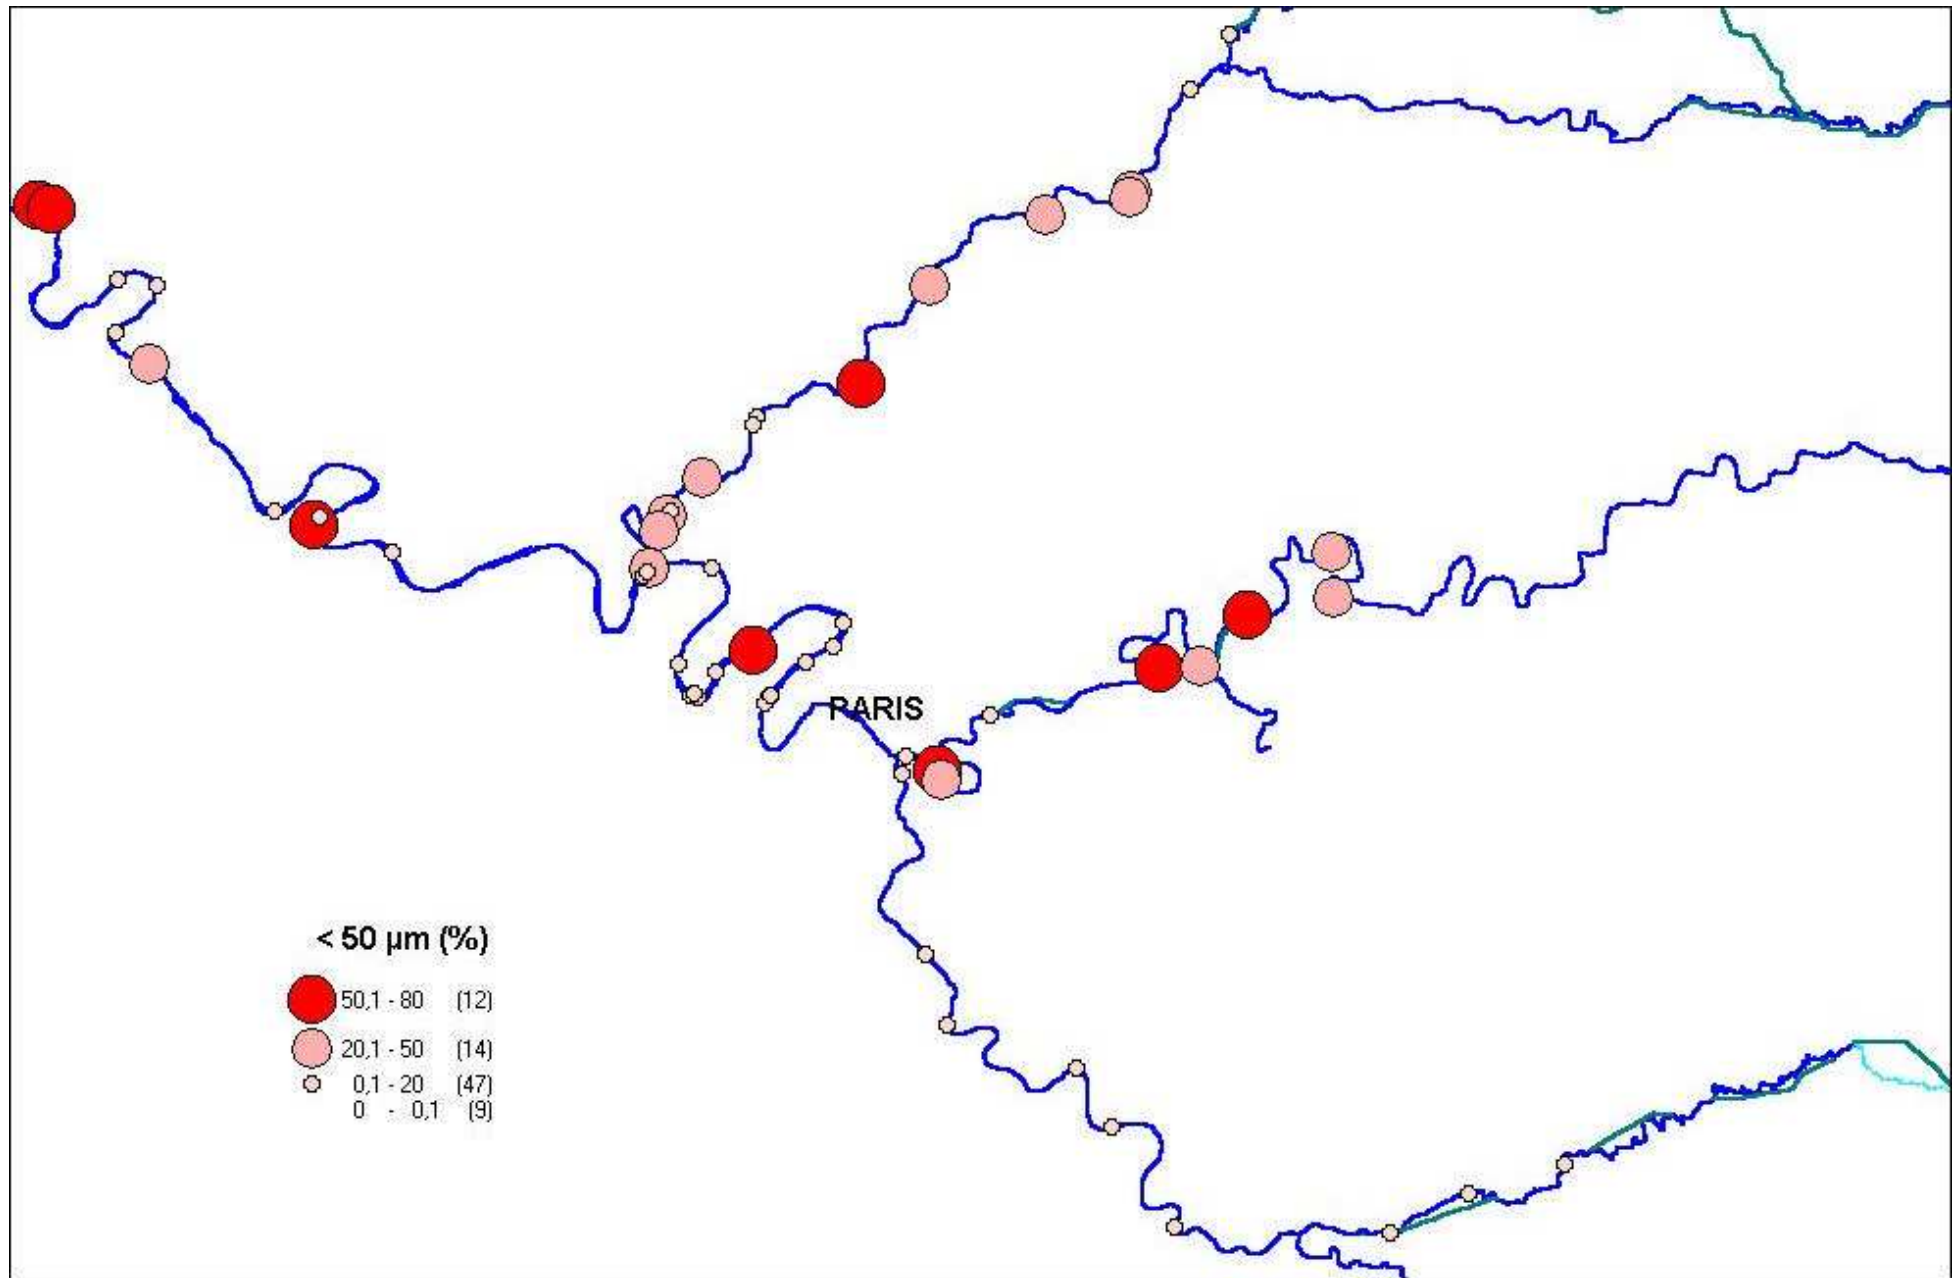 PARIS
< 50 µm (%)
50,1 - 80 (12)
20,1 - 50 (14)
0,1 - 20 (47)
0 - 0,1 (9)